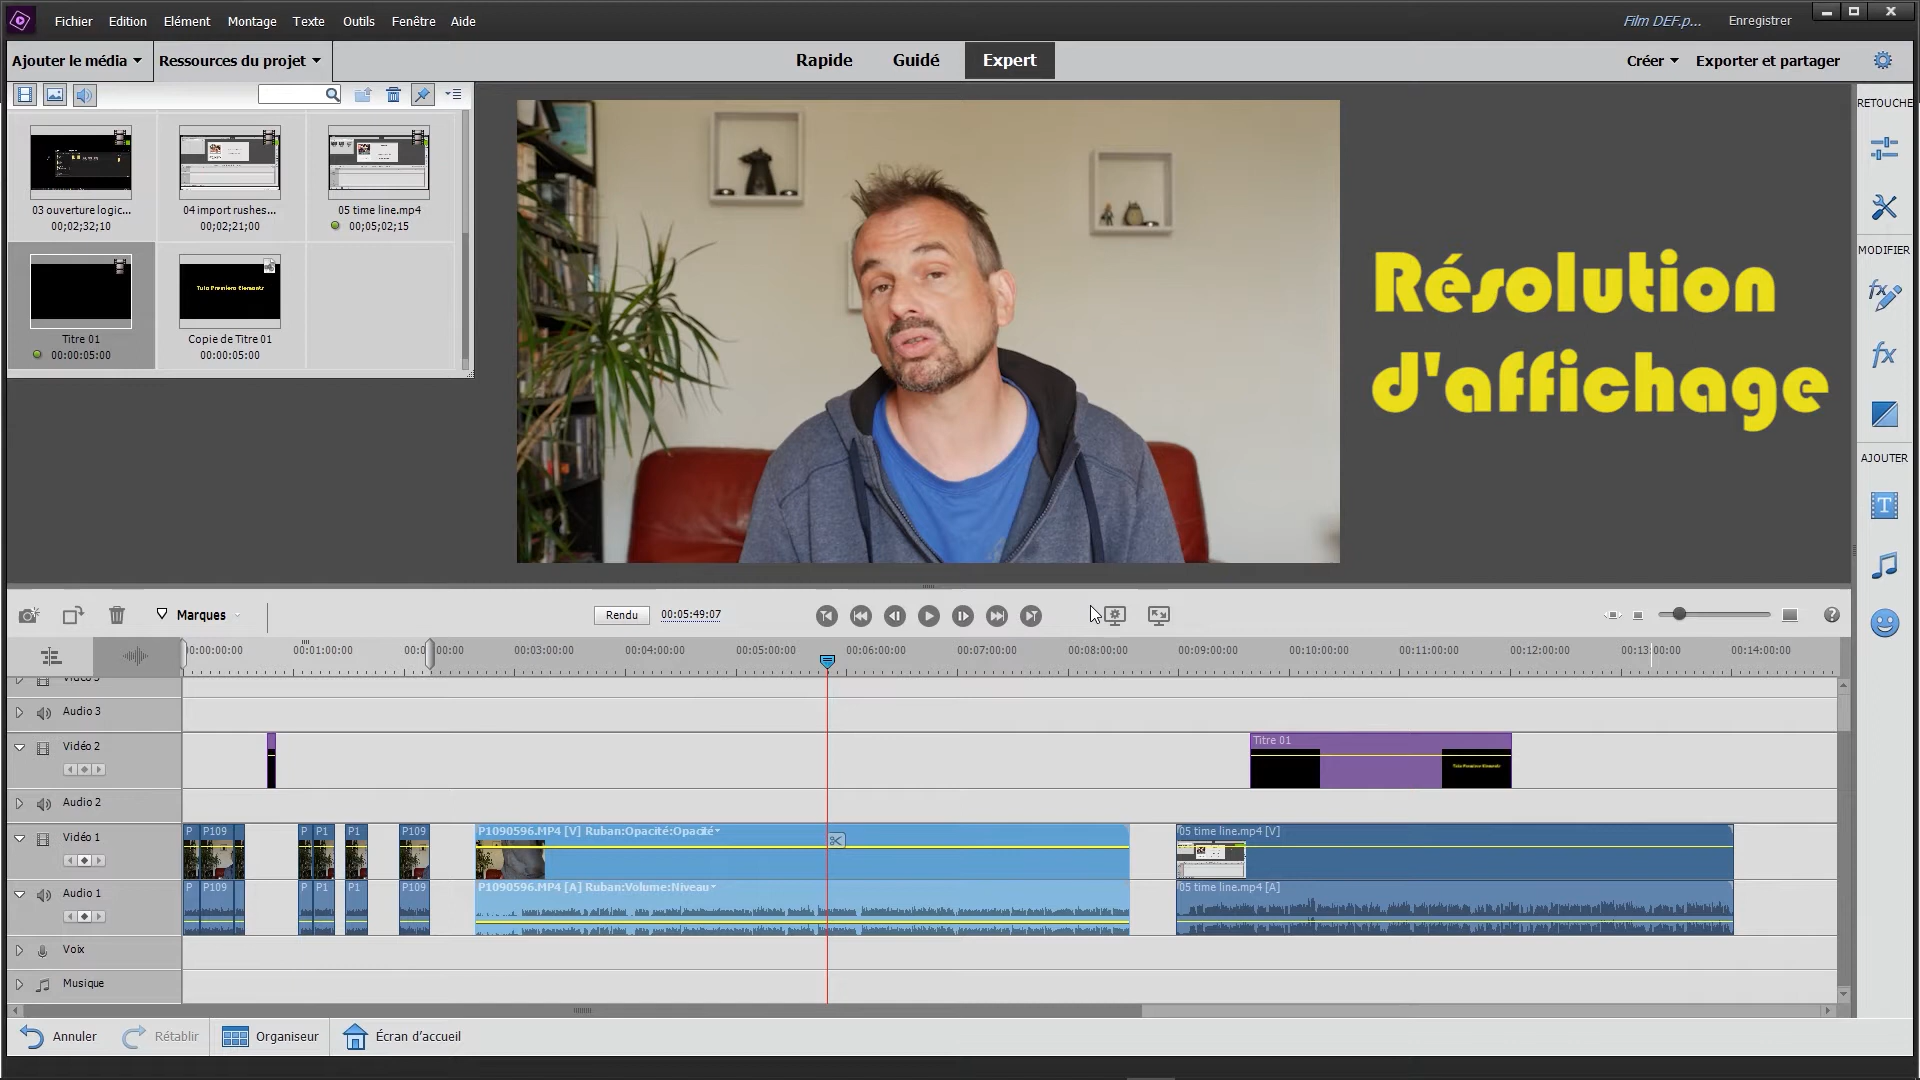 Fichier Edition Elément Montage Texte Outils Fenêtre Aide
Film DEF.p... Enregistrer
Ajouter le média Ressources du projet
Rapide Guidé Expert
Créer Exporter et partager
RETOUCHE
03 ouverture logic... 04 import rushes... 05 time line.mp4
00;02;32;10 00;02;21;00 00;05;02;15
Tuto Premiere Elements
Titre 01 Copie de Titre 01
00:00:05:00 00:00:05:00
Résolution
d'affichage
MODIFIER
AJOUTER
Marques
Rendu 00:05:49:07
00:00:00:00 00:01:00:00 00:0 00:00 00:03:00:00 00:04:00:00 00:05:00:00 00:06:00:00 00:07:00:00 00:08:00:00 00:09:00:00 00:10:00:00 00:11:00:00 00:12:00:00 00:13:00:00 00:14:00:00
Audio 3
Vidéo 2
Titre 01
Tuto Premiere Elements
Audio 2
Vidéo 1
P P109 P P1 P1 P109 P1090596.MP4 [V] Ruban:Opacité:Opacité 05 time line.mp4 [V]
Audio 1
P P109 P P1 P1 P109 P1090596.MP4 [A] Ruban:Volume:Niveau 05 time line.mp4 [A]
Voix
Musique
Annuler Rétablir Organiseur Écran d'accueil